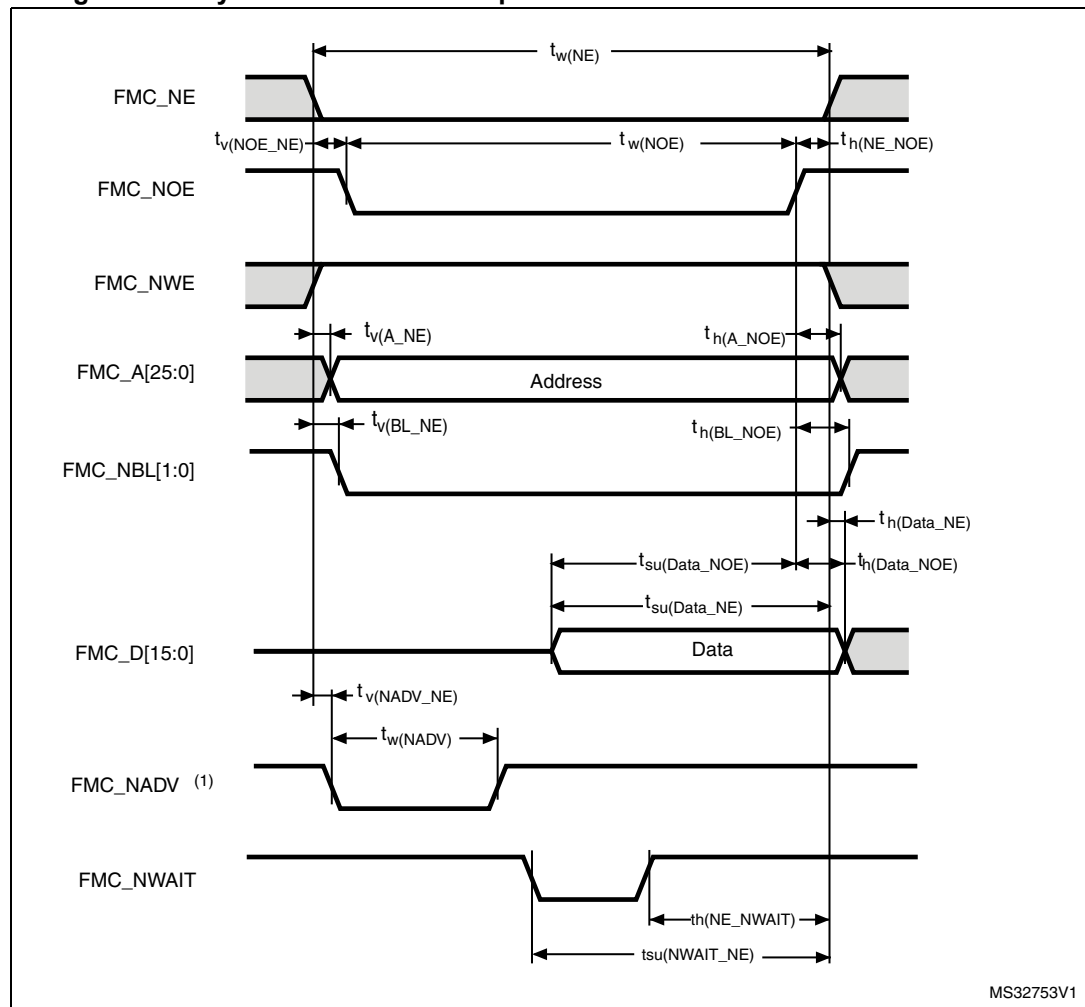 tw(NE)
FMC_NE
tv(NOE_NE)
tw(NOE)
th(NE_NOE)
FMC_NOE
FMC_NWE
tv(A_NE)
th(A_NOE)
FMC_A[25:0]
Address
tv(BL_NE)
th(BL_NOE)
FMC_NBL[1:0]
th(Data_NE)
tsu(Data_NOE)
th(Data_NOE)
tsu(Data_NE)
FMC_D[15:0]
Data
tv(NADV_NE)
tw(NADV)
FMC_NADV (1)
FMC_NWAIT
th(NE_NWAIT)
tsu(NWAIT_NE)
MS32753V1